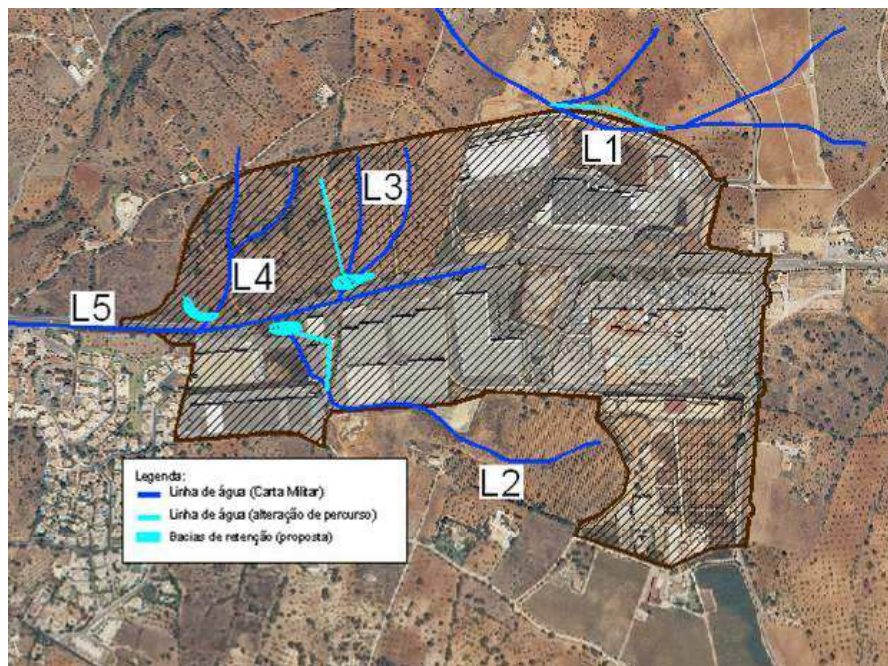 L1
L3
L4
L5
L2
Legenda:
Linha de água (Carta Militar)
Linha de água (alteração de percurso)
Bacias de retenção (proposta)